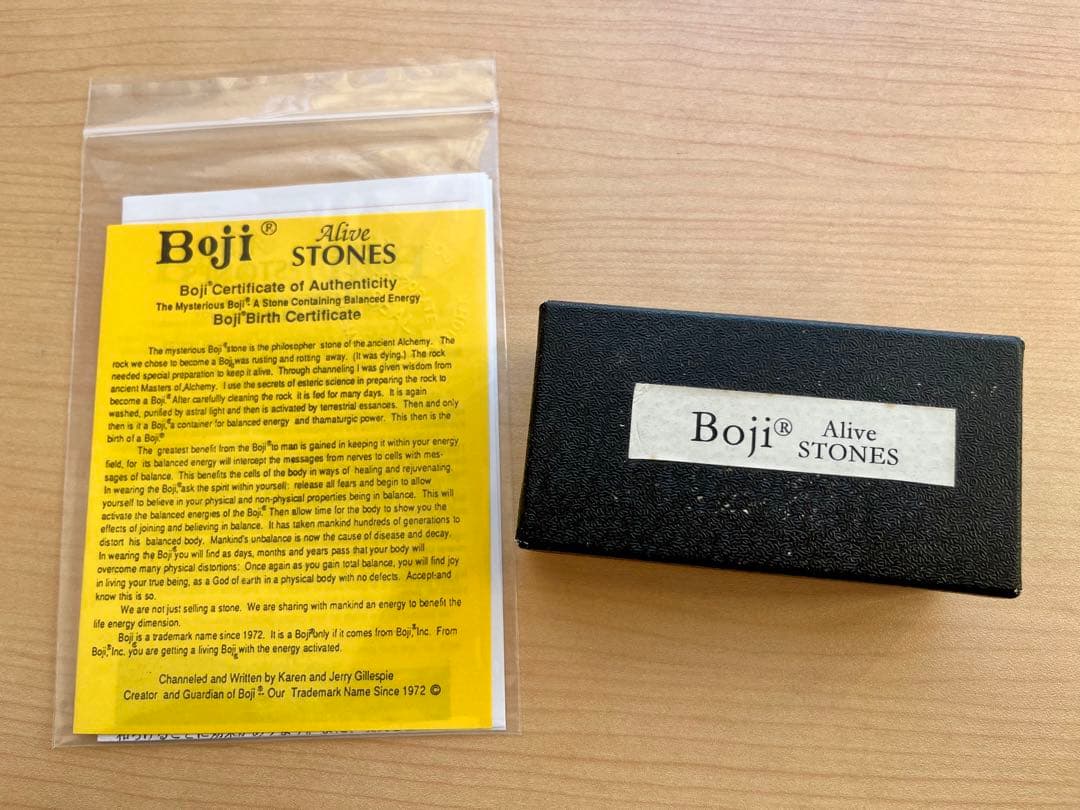 Boji® Alive
STONES
Boji® Certificate of Authenticity
The Mysterious Boji® A Stone Containing Balanced Energy
Boji® Birth Certificate
The mysterious Boji® stone is the philosopher stone of the ancient Alchemy. The
rock we chose to become a Boji® was rusting and rotting away. (It was dying.) The rock
needed special preparation to keep it alive. Through channeling I was given wisdom from
ancient Masters of Alchemy. I use the secrets of esteric science in preparing the rock to
become a Boji.® After carefully cleaning the rock it is fed for many days. It is again
washed, purified by astral light and then is activated by terrestial essances. Then and only
then is it a Boji,® a container for balanced energy and thamaturgic power. This then is the
birth of a Boji®
The greatest benefit from the Boji® to man is gained in keeping it within your energy
field, for its balanced energy will intercept the messages from nerves to cells with mes-
sages of balance. This benefits the cells of the body in ways of healing and rejuvenating.
In wearing the Boji,® ask the spirit within yourself: release all fears and begin to allow
yourself to believe in your physical and non-physical properties being in balance. This will
activate the balanced energies of the Boji.® Then allow time for the body to show you the
effects of joining and believing in balance. It has taken mankind hundreds of generations to
distort his balanced body. Mankind's unbalance is now the cause of disease and decay.
In wearing the Boji® you will find as days, months and years pass that your body will
overcome many physical distortions: Once again as you gain total balance, you will find joy
in living your true being, as a God of earth in a physical body with no defects. Accept and
know this is so.
We are not just selling a stone. We are sharing with mankind an energy to benefit the
life energy dimension.
Boji is a trademark name since 1972. It is a Boji® only if it comes from Boji,® Inc. From
Boji,® Inc. you are getting a living Boji® with the energy activated.
Channeled and Written by Karen and Jerry Gillespie
Creator and Guardian of Boji®- Our Trademark Name Since 1972 ©
Boji® Alive
STONES